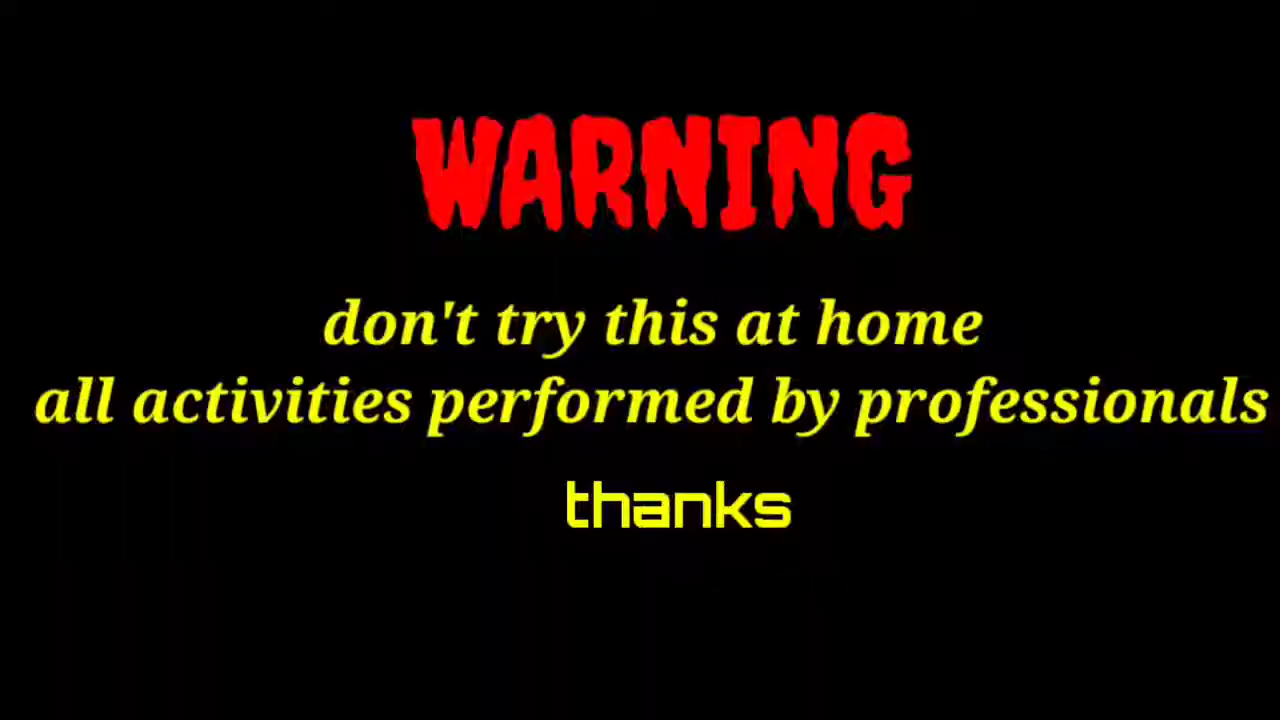 WARNING
don't try this at home
all activities performed by professionals
thanks